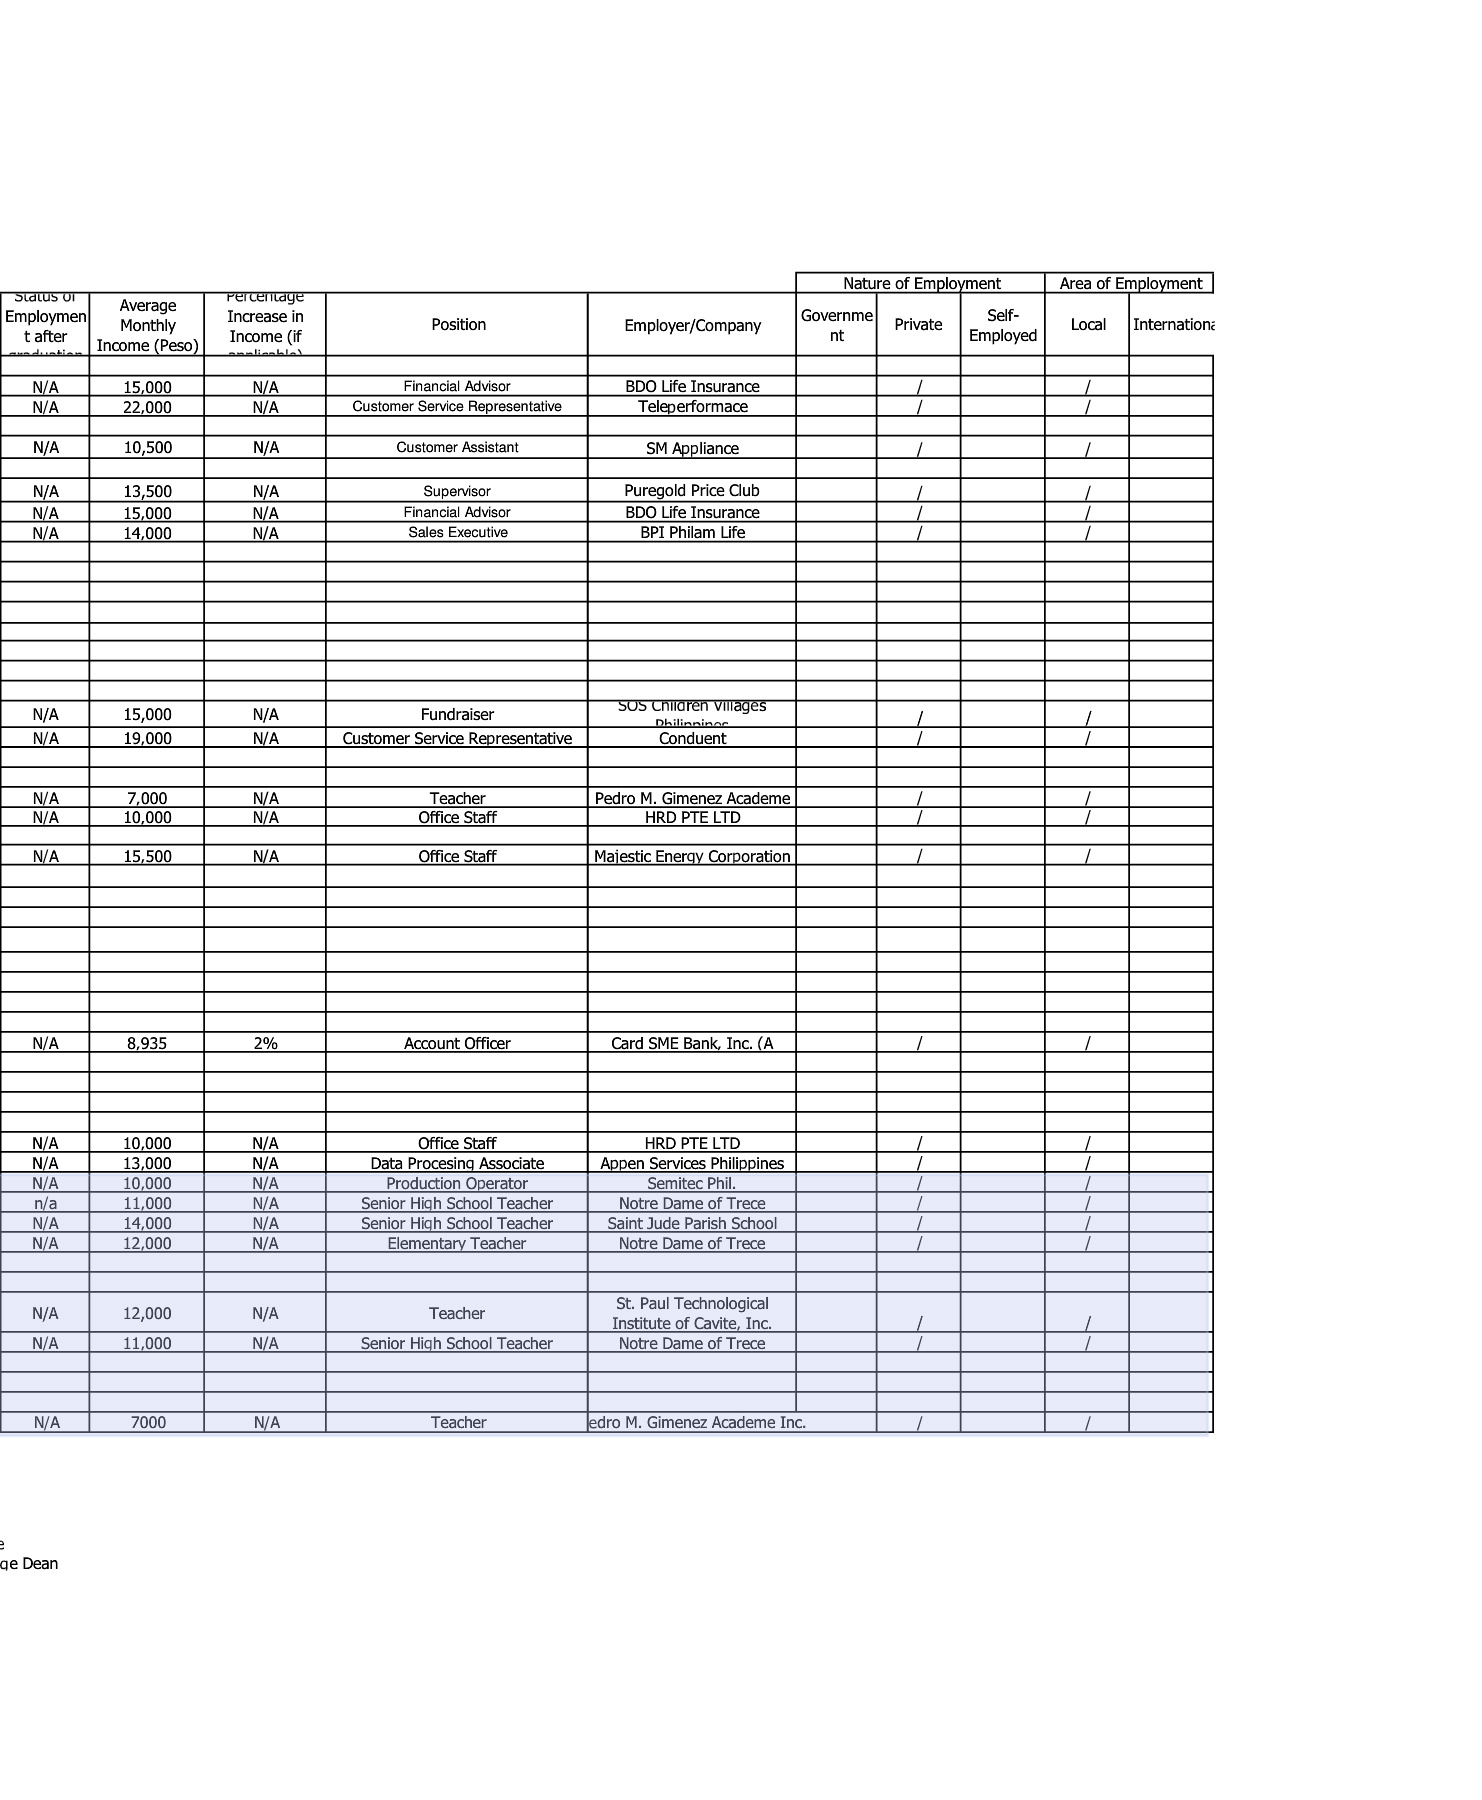 Nature of Employment Area of Employment
Status of Employmen t after graduation Average Monthly Income (Peso) Percentage Increase in Income (if applicable) Position Employer/Company Governme nt Private Self-Employed Local Internationa
N/A 15,000 N/A Financial Advisor BDO Life Insurance / /
N/A 22,000 N/A Customer Service Representative Teleperformace / /
N/A 10,500 N/A Customer Assistant SM Appliance / /
N/A 13,500 N/A Supervisor Puregold Price Club / /
N/A 15,000 N/A Financial Advisor BDO Life Insurance / /
N/A 14,000 N/A Sales Executive BPI Philam Life / /
N/A 15,000 N/A Fundraiser SOS Children Villages Philippines / /
N/A 19,000 N/A Customer Service Representative Conduent / /
N/A 7,000 N/A Teacher Pedro M. Gimenez Academe / /
N/A 10,000 N/A Office Staff HRD PTE LTD / /
N/A 15,500 N/A Office Staff Majestic Energy Corporation / /
N/A 8,935 2% Account Officer Card SME Bank, Inc. (A / /
N/A 10,000 N/A Office Staff HRD PTE LTD / /
N/A 13,000 N/A Data Procesing Associate Appen Services Philippines / /
N/A 10,000 N/A Production Operator Semitec Phil. / /
n/a 11,000 N/A Senior High School Teacher Notre Dame of Trece / /
N/A 14,000 N/A Senior High School Teacher Saint Jude Parish School / /
N/A 12,000 N/A Elementary Teacher Notre Dame of Trece / /
N/A 12,000 N/A Teacher St. Paul Technological Institute of Cavite, Inc. / /
N/A 11,000 N/A Senior High School Teacher Notre Dame of Trece / /
N/A 7000 N/A Teacher edro M. Gimenez Academe Inc. / /
e
ge Dean